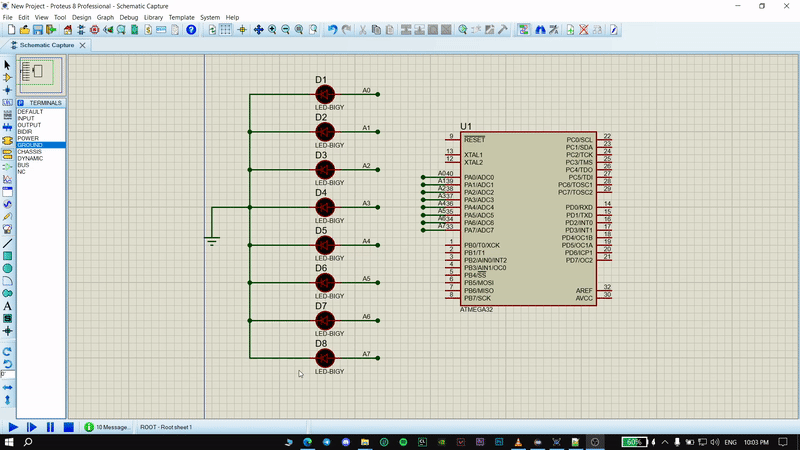 New Project - Proteus 8 Professional - Schematic Capture
File Edit View Tool Design Graph Debug Library Template System Help
Schematic Capture
TERMINALS
DEFAULT
INPUT
OUTPUT
BIDIR
POWER
GROUND
CHASSIS
DYNAMIC
BUS
NC
D1
A0
LED-BIGY
D2
A1
LED-BIGY
D3
A2
LED-BIGY
D4
A3
LED-BIGY
D5
A4
LED-BIGY
D6
A5
LED-BIGY
D7
A6
LED-BIGY
D8
A7
LED-BIGY
U1
9 RESET PC0/SCL 22
PC1/SDA 23
13 XTAL1 PC2/TCK 24
12 XTAL2 PC3/TMS 25
PC4/TDO 26
A0 40 PA0/ADC0 PC5/TDI 27
A1 39 PA1/ADC1 PC6/TOSC1 28
A2 38 PA2/ADC2 PC7/TOSC2 29
A3 37 PA3/ADC3
A4 36 PA4/ADC4 PD0/RXD 14
A5 35 PA5/ADC5 PD1/TXD 15
A6 34 PA6/ADC6 PD2/INT0 16
A7 33 PA7/ADC7 PD3/INT1 17
PD4/OC1B 18
1 PB0/T0/XCK PD5/OC1A 19
2 PB1/T1 PD6/ICP1 20
3 PB2/AIN0/INT2 PD7/OC2 21
4 PB3/AIN1/OC0
5 PB4/SS
6 PB5/MOSI
7 PB6/MISO AREF 32
8 PB7/SCK AVCC 30
ATMEGA32
0°
10 Message...
ROOT - Root sheet 1
60%
ENG
10:03 PM